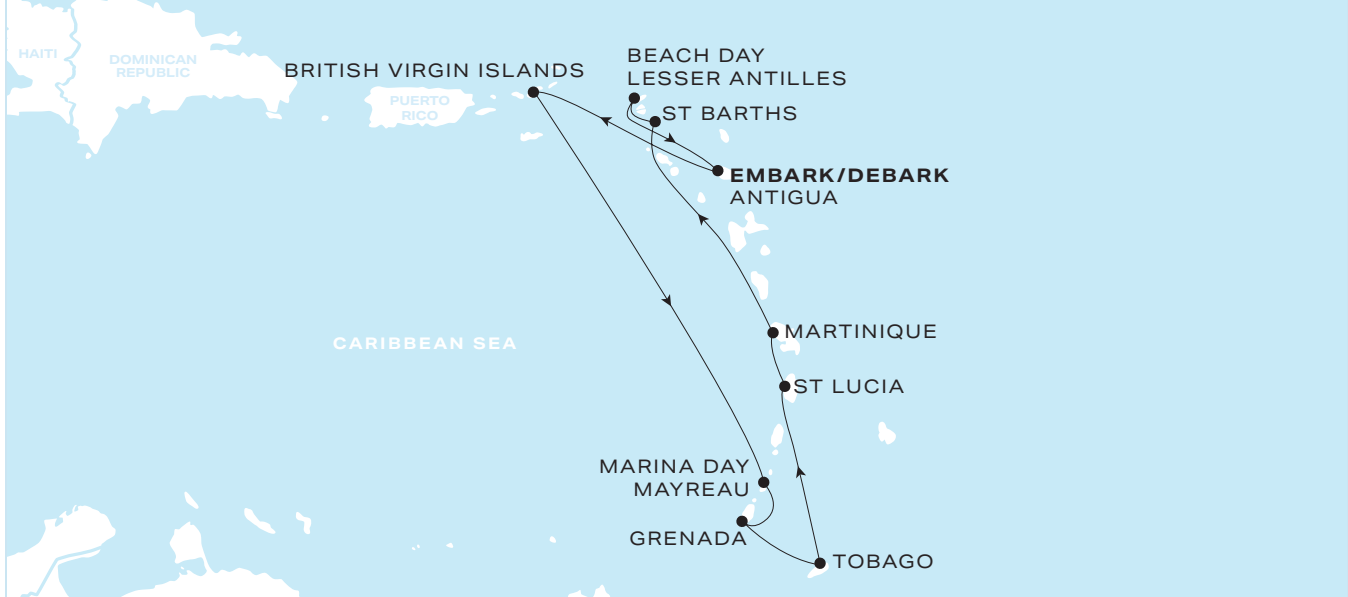 HAITI
DOMINICAN
REPUBLIC
BRITISH VIRGIN ISLANDS
PUERTO
RICO
BEACH DAY
LESSER ANTILLES
ST BARTHS
EMBARK/DEBARK
ANTIGUA
CARIBBEAN SEA
MARTINIQUE
ST LUCIA
MARINA DAY
MAYREAU
GRENADA
TOBAGO